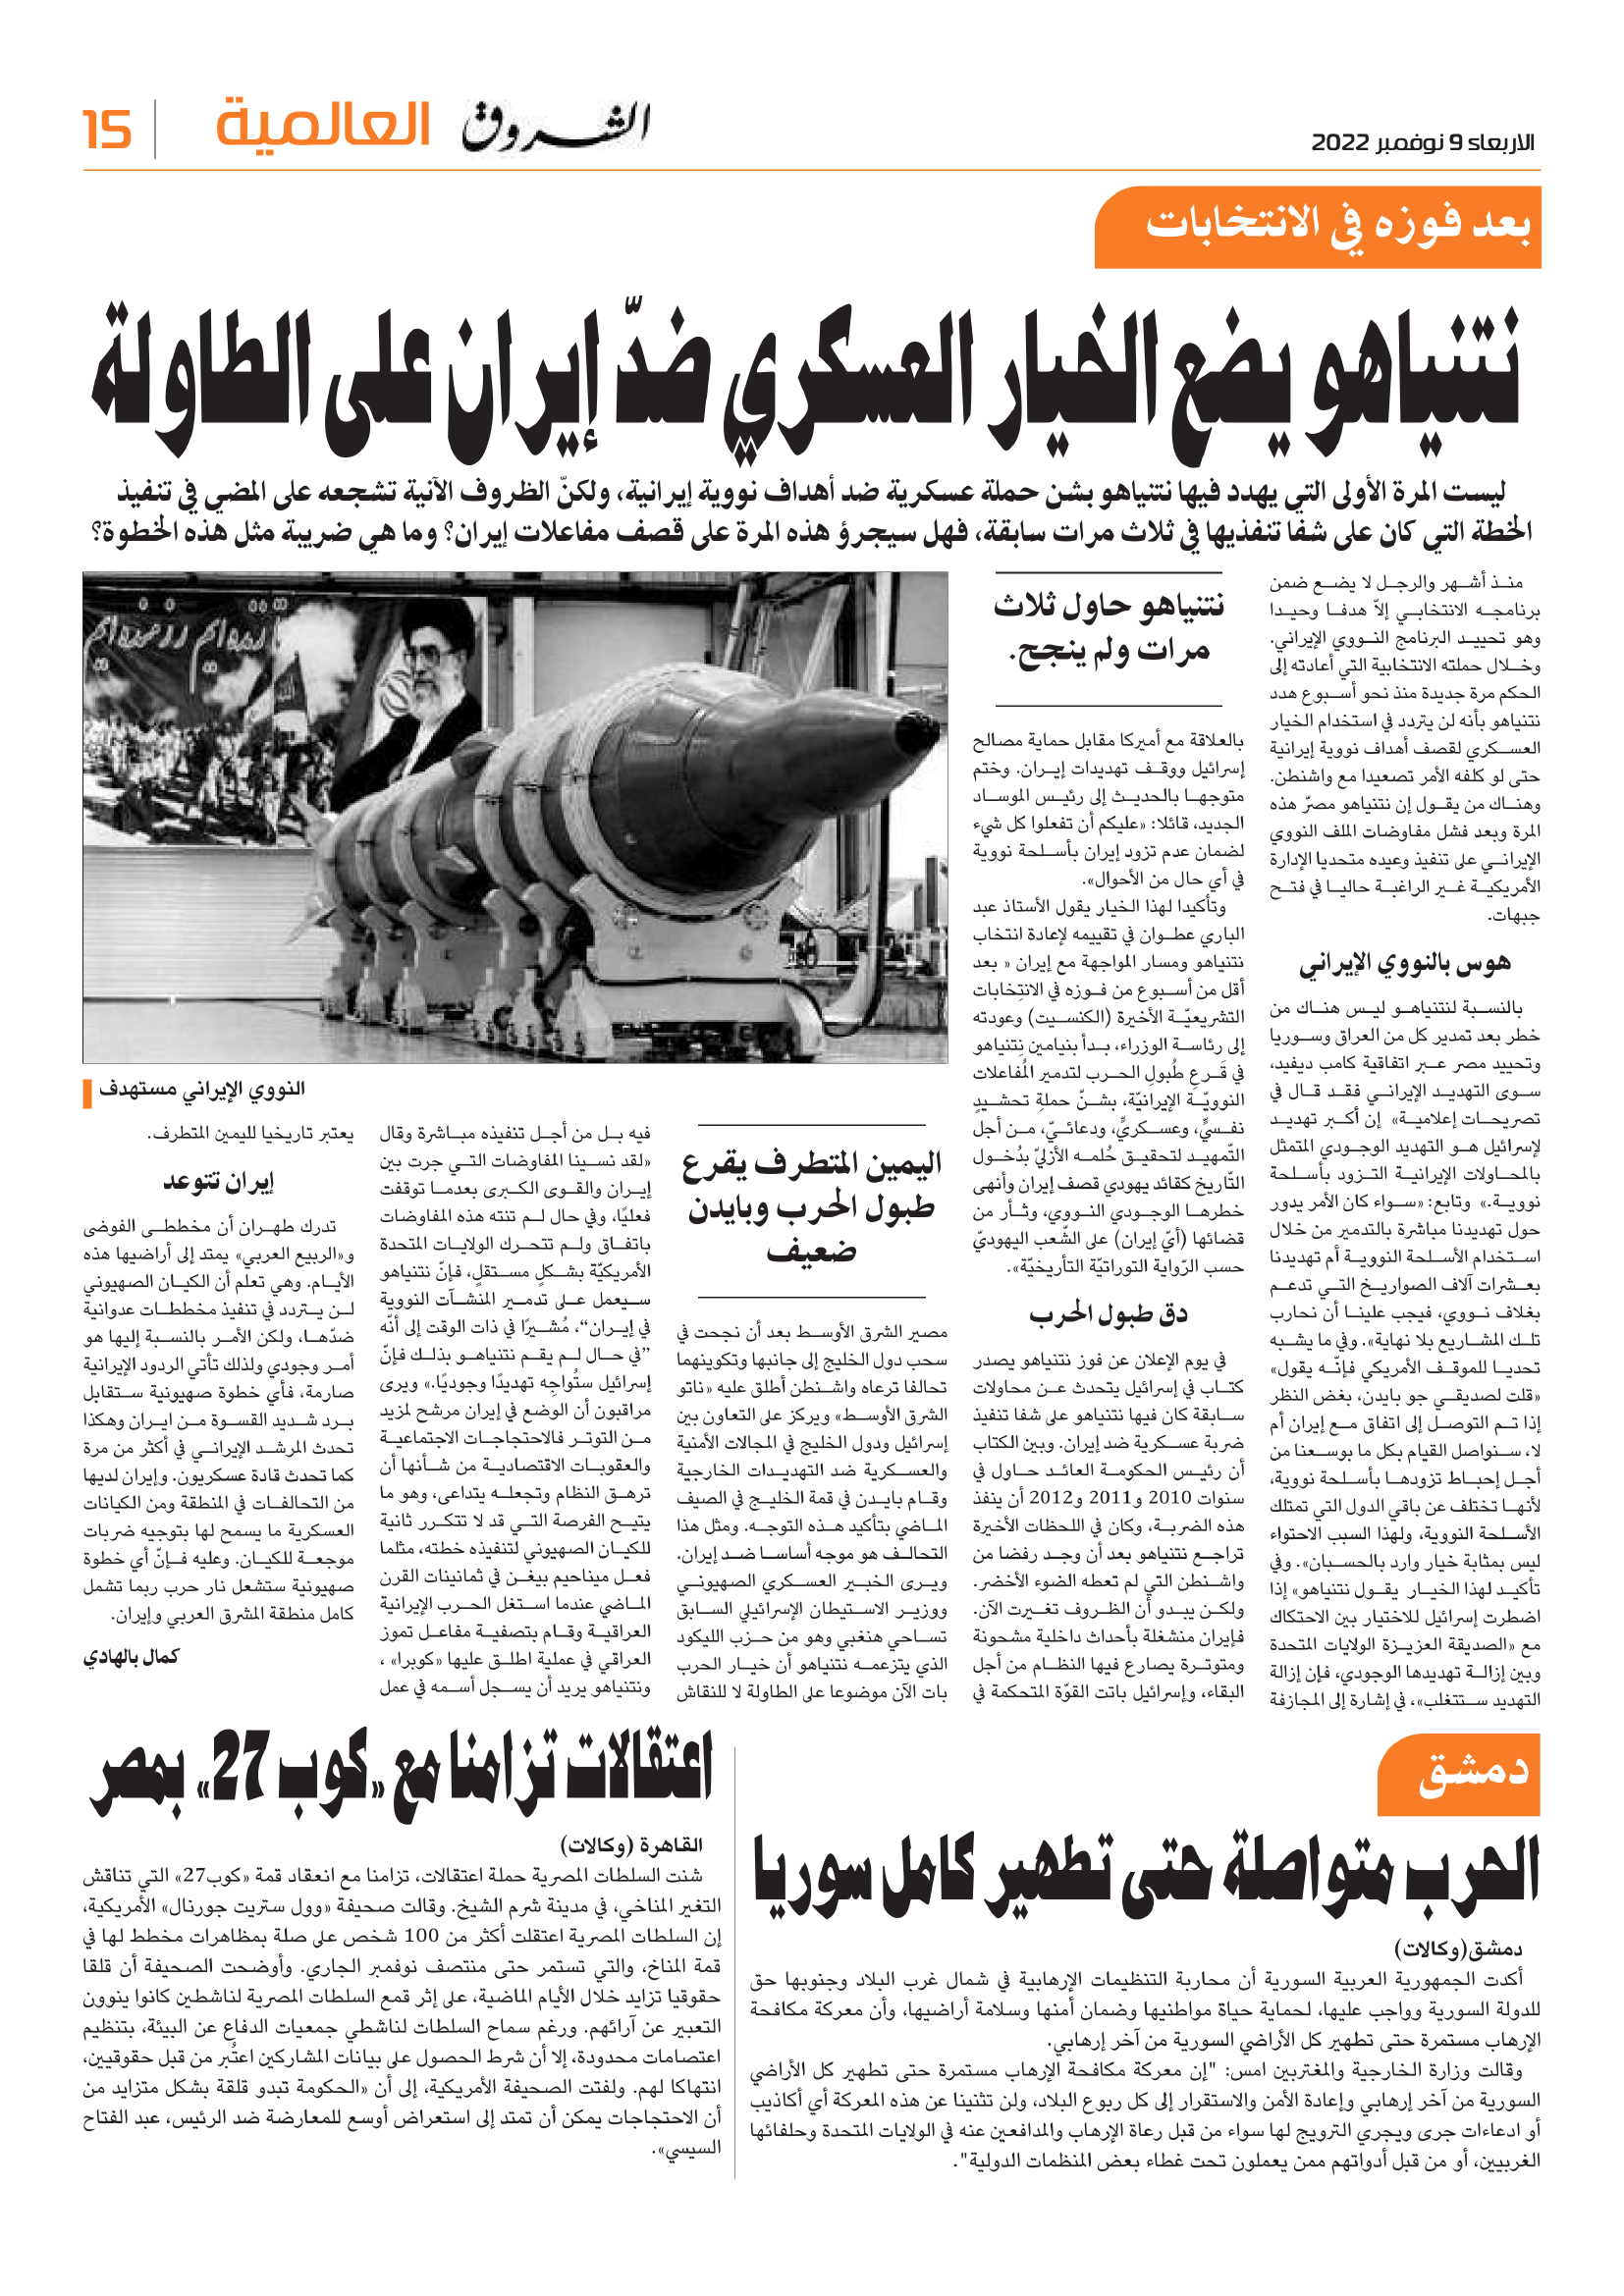 الاربعاء 9 نوفمبر 2022
الشروق
العالمية
15
بعد فوزه في الانتخابات
نتنياهو يضع الخيار العسكري ضدّ إيران على الطاولة
ليست المرة الأولى التي يهدد فيها نتنياهو بشن حملة عسكرية ضد أهداف نووية إيرانية، ولكنّ الظروف الآنية تشجعه على المضي في تنفيذ
الخطة التي كان على شفا تنفذيها في ثلاث مرات سابقة، فهل سيجرؤ هذه المرة على قصف مفاعلات إيران؟ وما هي ضريبة مثل هذه الخطوة؟
منذ أشهر والرجل لا يضع ضمن
برنامجه الانتخابي إلاّ هدفا وحيدا
وهو تحييد البرنامج النووي الإيراني.
وخلال حملته الانتخابية التي أعادته إلى
الحكم مرة جديدة منذ نحو أسبوع هدد
نتنياهو بأنه لن يتردد في استخدام الخيار
العسكري لقصف أهداف نووية إيرانية
حتى لو كلفه الأمر تصعيدا مع واشنطن.
وهناك من يقول إن نتنياهو مصرّ هذه
المرة وبعد فشل مفاوضات الملف النووي
الإيراني على تنفيذ وعيده متحديا الإدارة
الأمريكية غير الراغبة حاليا في فتح
جبهات.
هوس بالنووي الإيراني
بالنسبة لنتنياهو ليس هناك من
خطر بعد تمدير كل من العراق وسوريا
وتحييد مصر عبر اتفاقية كامب ديفيد،
سوى التهديد الإيراني فقد قال في
تصريحات إعلامية» إن أكبر تهديد
لإسرائيل هو التهديد الوجودي المتمثل
بالمحاولات الإيرانية التزود بأسلحة
نووية.» وتابع: «سواء كان الأمر يدور
حول تهديدنا مباشرة بالتدمير من خلال
استخدام الأسلحة النووية أم تهديدنا
بعشرات آلاف الصواريخ التي تدعم
بغلاف نووي، فيجب علينا أن نحارب
تلك المشاريع بلا نهاية». وفي ما يشبه
تحديا للموقف الأمريكي فإنّه يقول»
«قلت لصديقي جو بايدن، بغض النظر
إذا تم التوصل إلى اتفاق مع إيران أم
لا، سنواصل القيام بكل ما بوسعنا من
أجل إحباط تزودها بأسلحة نووية،
لأنها تختلف عن باقي الدول التي تمتلك
الأسلحة النووية، ولهذا السبب الاحتواء
ليس بمثابة خيار وارد بالحسبان». وفي
تأكيد لهذا الخيار يقول نتنياهو» إذا
اضطرت إسرائيل للاختيار بين الاحتكاك
مع «الصديقة العزيزة الولايات المتحدة
وبين إزالة تهديدها الوجودي، فإن إزالة
التهديد ستتغلب»، في إشارة إلى المجازفة
نتنياهو حاول ثلاث
مرات ولم ينجح.
بالعلاقة مع أميركا مقابل حماية مصالح
إسرائيل ووقف تهديدات إيران. وختم
متوجها بالحديث إلى رئيس الموساد
الجديد، قائلا: «عليكم أن تفعلوا كل شيء
لضمان عدم تزود إيران بأسلحة نووية
في أي حال من الأحوال».
وتأكيدا لهذا الخيار يقول الأستاذ عبد
الباري عطوان في تقييمه لإعادة انتخاب
نتنياهو ومسار المواجهة مع إيران « بعد
أقل من أسبوع من فوزه في الانتِخابات
التشريعيّة الأخيرة (الكنسيت) وعودته
إلى رئاسة الوزراء، بدأ بنيامين نِتنياهو
في قَرعِ طُبولِ الحرب لتدمير المُفاعلات
النوويّة الإيرانيّة، بشنّ حملةِ تحشيدٍ
نفسيٍّ، وعسكريٍّ، ودعائيّ، من أجل
التّمهيد لتحقيق حُلمه الأزليّ بدُخول
التّاريخ كقائد يهودي قصف إيران وأنهى
خطرها الوجودي النووي، وثأر من
قضائها (أيّ إيران) على الشّعب اليهوديّ
حسب الرّواية التوراتيّة التأريخيّة».
دق طبول الحرب
في يوم الإعلان عن فوز نتنياهو يصدر
كتاب في إسرائيل يتحدث عن محاولات
سابقة كان فيها نتنياهو على شفا تنفيذ
ضربة عسكرية ضد إيران. وبين الكتاب
أن رئيس الحكومة العائد حاول في
سنوات 2010 و2011 و2012 أن ينفذ
هذه الضربة، وكان في اللحظات الأخيرة
تراجع نتنياهو بعد أن وجد رفضا من
واشنطن التي لم تعطه الضوء الأخضر.
ولكن يبدو أن الظروف تغيرت الآن.
فإيران منشغلة بأحداث داخلية مشحونة
ومتوترة يصارع فيها النظام من أجل
البقاء، وإسرائيل باتت القوّة المتحكمة في
النووي الإيراني مستهدف
اليمين المتطرف يقرع
طبول الحرب وبايدن
ضعيف
مصير الشرق الأوسط بعد أن نجحت في
سحب دول الخليج إلى جانبها وتكوينهما
تحالفا ترعاه واشنطن أطلق عليه «ناتو
الشرق الأوسط» ويركز على التعاون بين
إسرائيل ودول الخليج في المجالات الأمنية
والعسكرية ضد التهديدات الخارجية
وقام بايدن في قمة الخليج في الصيف
الماضي بتأكيد هذه التوجه. ومثل هذا
التحالف هو موجه أساسا ضد إيران.
ويرى الخبير العسكري الصهيوني
ووزير الاستيطان الإسرائيلي السابق
تساحي هنغبي وهو من حزب الليكود
الذي يتزعمه نتنياهو أن خيار الحرب
بات الآن موضوعا على الطاولة لا للنقاش
فيه بل من أجل تنفيذه مباشرة وقال
«لقد نسينا المفاوضات التي جرت بين
إيران والقوى الكبرى بعدما توقفت
فعليًا، وفي حال لم تنته هذه المفاوضات
باتفاق ولم تتحرك الولايات المتحدة
الأمريكيّة بشكلٍ مستقلٍ، فإنّ نتنياهو
سيعمل على تدمير المنشآت النووية
في إيران“، مُشيرًا في ذات الوقت إلى أنّه
”في حال لم يقم نتنياهو بذلك فإنّ
إسرائيل ستُواجِه تهديدًا وجوديًا.» ويرى
مراقبون أن الوضع في إيران مرشح لمزيد
من التوتر فالاحتجاجات الاجتماعية
والعقوبات الاقتصادية من شأنها أن
ترهق النظام وتجعله يتداعى، وهو ما
يتيح الفرصة التي قد لا تتكرر ثانية
للكيان الصهيوني لتنفيذه خطته، مثلما
فعل ميناحيم بيغن في ثمانينات القرن
الماضي عندما استغل الحرب الإيرانية
العراقية وقام بتصفية مفاعل تموز
العراقي في عملية اطلق عليها «كوبرا» ،
ونتنياهو يريد أن يسجل أسمه في عمل
يعتبر تاريخيا لليمين المتطرف.
إيران تتوعد
تدرك طهران أن مخططي الفوضى
و«الربيع العربي» يمتد إلى أراضيها هذه
الأيام. وهي تعلم أن الكيان الصهيوني
لن يتردد في تنفيذ مخططات عدوانية
ضدّها، ولكن الأمر بالنسبة إليها هو
أمر وجودي ولذلك تأتي الردود الإيرانية
صارمة، فأي خطوة صهيونية ستقابل
برد شديد القسوة من ايران وهكذا
تحدث المرشد الإيراني في أكثر من مرة
كما تحدث قادة عسكريون. وإيران لديها
من التحالفات في المنطقة ومن الكيانات
العسكرية ما يسمح لها بتوجيه ضربات
موجعة للكيان. وعليه فإنّ أي خطوة
صهيونية ستشعل نار حرب ربما تشمل
كامل منطقة المشرق العربي وإيران.
كمال بالهادي
دمشق
الحرب متواصلة حتى تطهير كامل سوريا
دمشق(وكالات)
أكدت الجمهورية العربية السورية أن محاربة التنظيمات الإرهابية في شمال غرب البلاد وجنوبها حق
للدولة السورية وواجب عليها، لحماية حياة مواطنيها وضمان أمنها وسلامة أراضيها، وأن معركة مكافحة
الإرهاب مستمرة حتى تطهير كل الأراضي السورية من آخر إرهابي.
وقالت وزارة الخارجية والمغتربين امس: "إن معركة مكافحة الإرهاب مستمرة حتى تطهير كل الأراضي
السورية من آخر إرهابي وإعادة الأمن والاستقرار إلى كل ربوع البلاد، ولن تثنينا عن هذه المعركة أي أكاذيب
أو ادعاءات جرى ويجري الترويج لها سواء من قبل رعاة الإرهاب والمدافعين عنه في الولايات المتحدة وحلفائها
الغربيين، أو من قبل أدواتهم ممن يعملون تحت غطاء بعض المنظمات الدولية".
اعتقالات تزامنا مع «كوب 27» بمصر
القاهرة (وكالات)
شنت السلطات المصرية حملة اعتقالات، تزامنا مع انعقاد قمة «كوب27» التي تناقش
التغير المناخي، في مدينة شرم الشيخ. وقالت صحيفة «وول ستريت جورنال» الأمريكية،
إن السلطات المصرية اعتقلت أكثر من 100 شخص على صلة بمظاهرات مخطط لها في
قمة المناخ، والتي تستمر حتى منتصف نوفمبر الجاري. وأوضحت الصحيفة أن قلقا
حقوقيا تزايد خلال الأيام الماضية، على إثر قمع السلطات المصرية لناشطين كانوا ينوون
التعبير عن آرائهم. ورغم سماح السلطات لناشطي جمعيات الدفاع عن البيئة، بتنظيم
اعتصامات محدودة، إلا أن شرط الحصول على بيانات المشاركين اعتُبر من قبل حقوقيين،
انتهاكا لهم. ولفتت الصحيفة الأمريكية، إلى أن «الحكومة تبدو قلقة بشكل متزايد من
أن الاحتجاجات يمكن أن تمتد إلى استعراض أوسع للمعارضة ضد الرئيس، عبد الفتاح
السيسي».